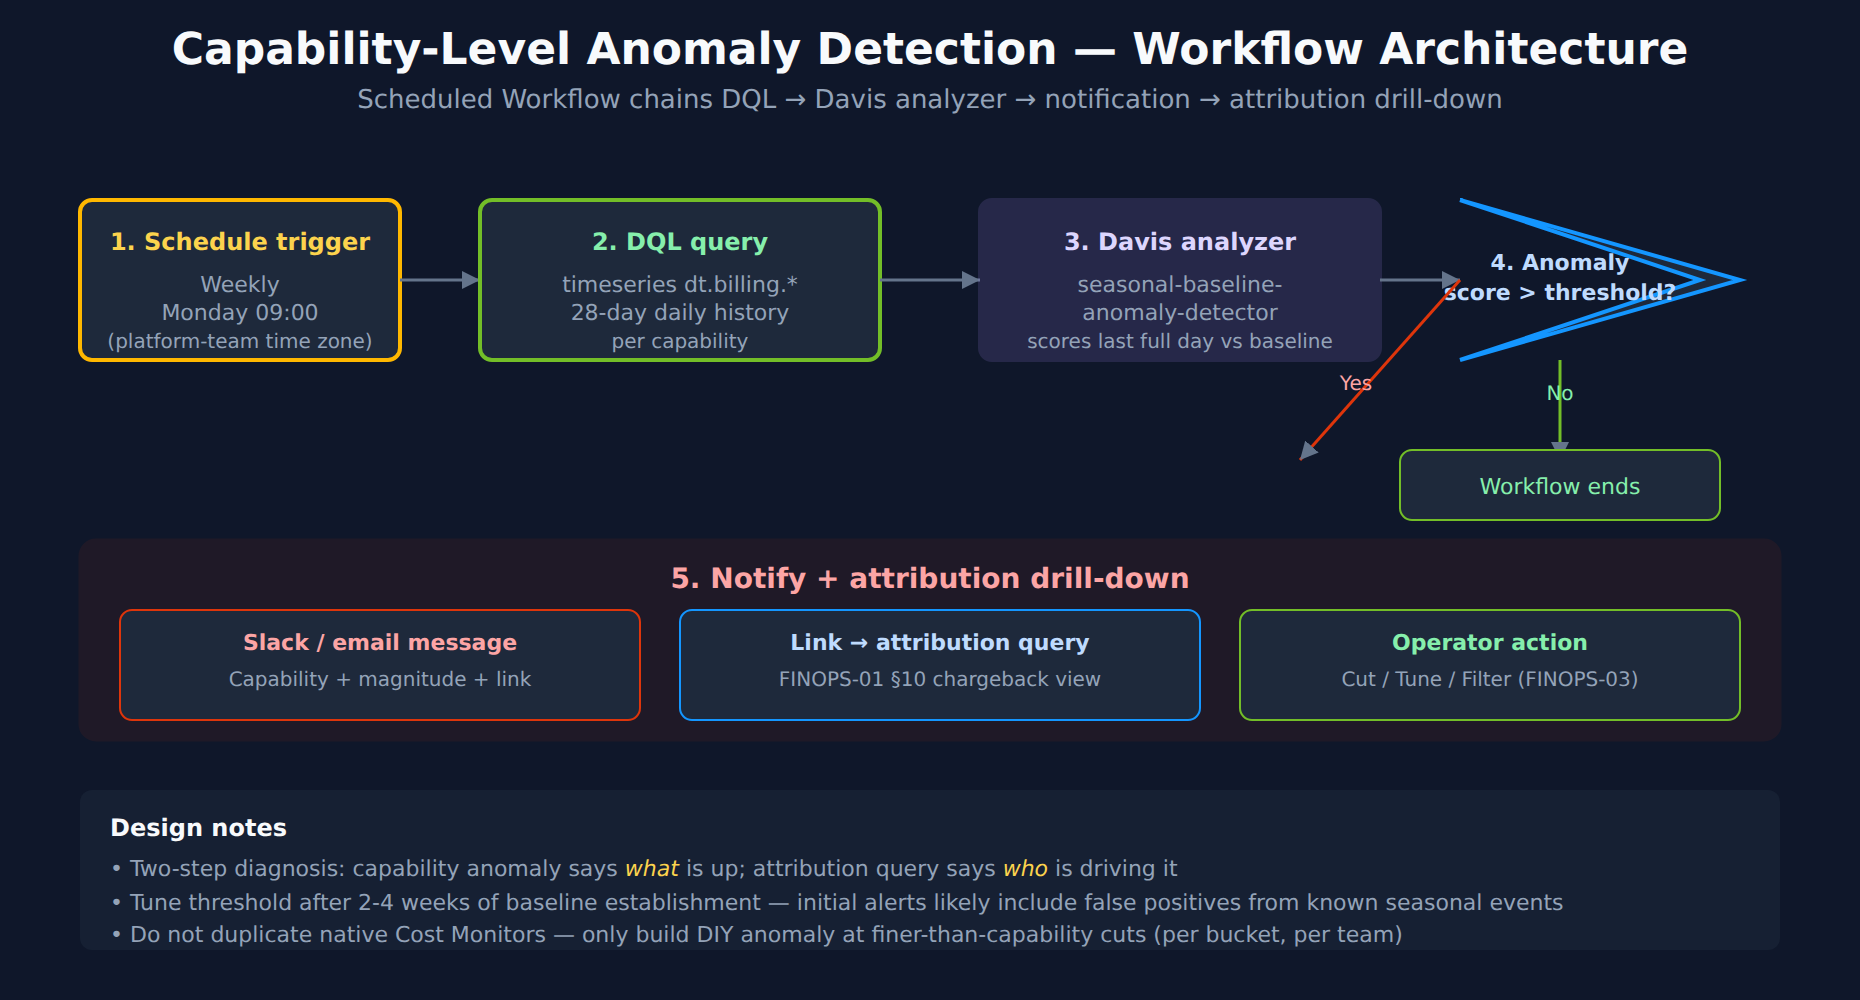 Capability-Level Anomaly Detection — Workflow Architecture
Scheduled Workflow chains DQL → Davis analyzer → notification → attribution drill-down
1. Schedule trigger
Weekly
Monday 09:00
(platform-team time zone)
2. DQL query
timeseries dt.billing.*
28-day daily history
per capability
3. Davis analyzer
seasonal-baseline-
anomaly-detector
scores last full day vs baseline
4. Anomaly
score > threshold?
Yes
No
Workflow ends
5. Notify + attribution drill-down
Slack / email message
Capability + magnitude + link
Link → attribution query
FINOPS-01 §10 chargeback view
Operator action
Cut / Tune / Filter (FINOPS-03)
Design notes
• Two-step diagnosis: capability anomaly says what is up; attribution query says who is driving it
• Tune threshold after 2-4 weeks of baseline establishment — initial alerts likely include false positives from known seasonal events
• Do not duplicate native Cost Monitors — only build DIY anomaly at finer-than-capability cuts (per bucket, per team)